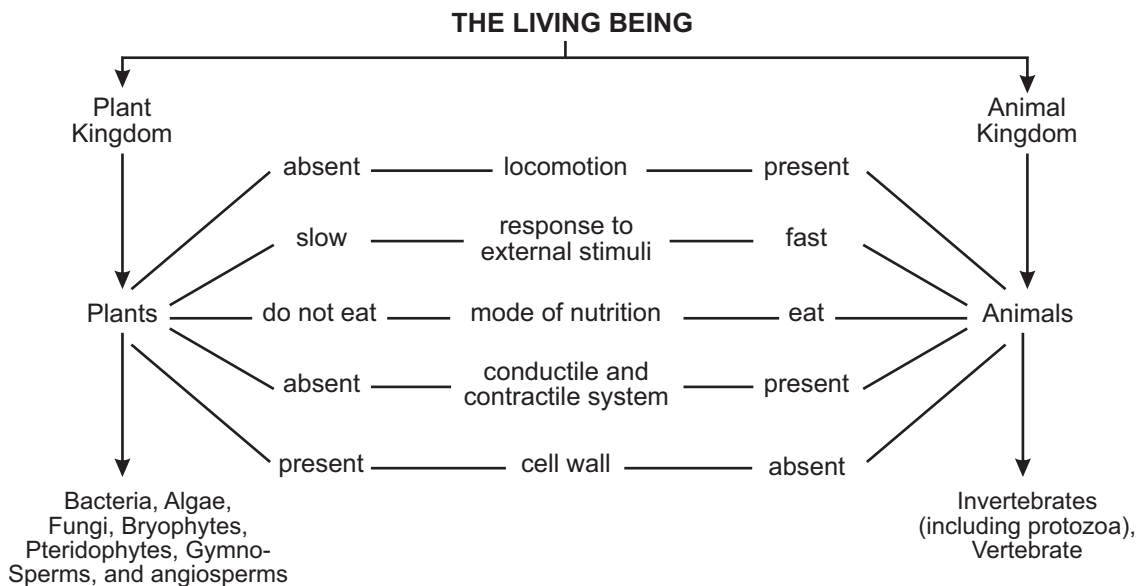 THE LIVING BEING
Plant
Kingdom
Animal
Kingdom
absent locomotion present
slow response to
external stimuli fast
Plants do not eat mode of nutrition eat Animals
absent conductile and
contractile system present
present cell wall absent
Bacteria, Algae,
Fungi, Bryophytes,
Pteridophytes, Gymno-
Sperms, and angiosperms
Invertebrates
(including protozoa),
Vertebrate